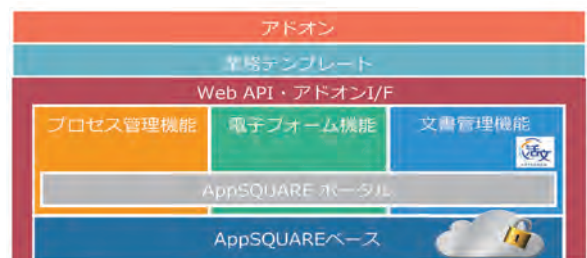 アドオン
業務テンプレート
Web API・アドオンI/F
プロセス管理機能
電子フォーム機能
文書管理機能
活文
AppSQUARE ポータル
AppSQUAREベース